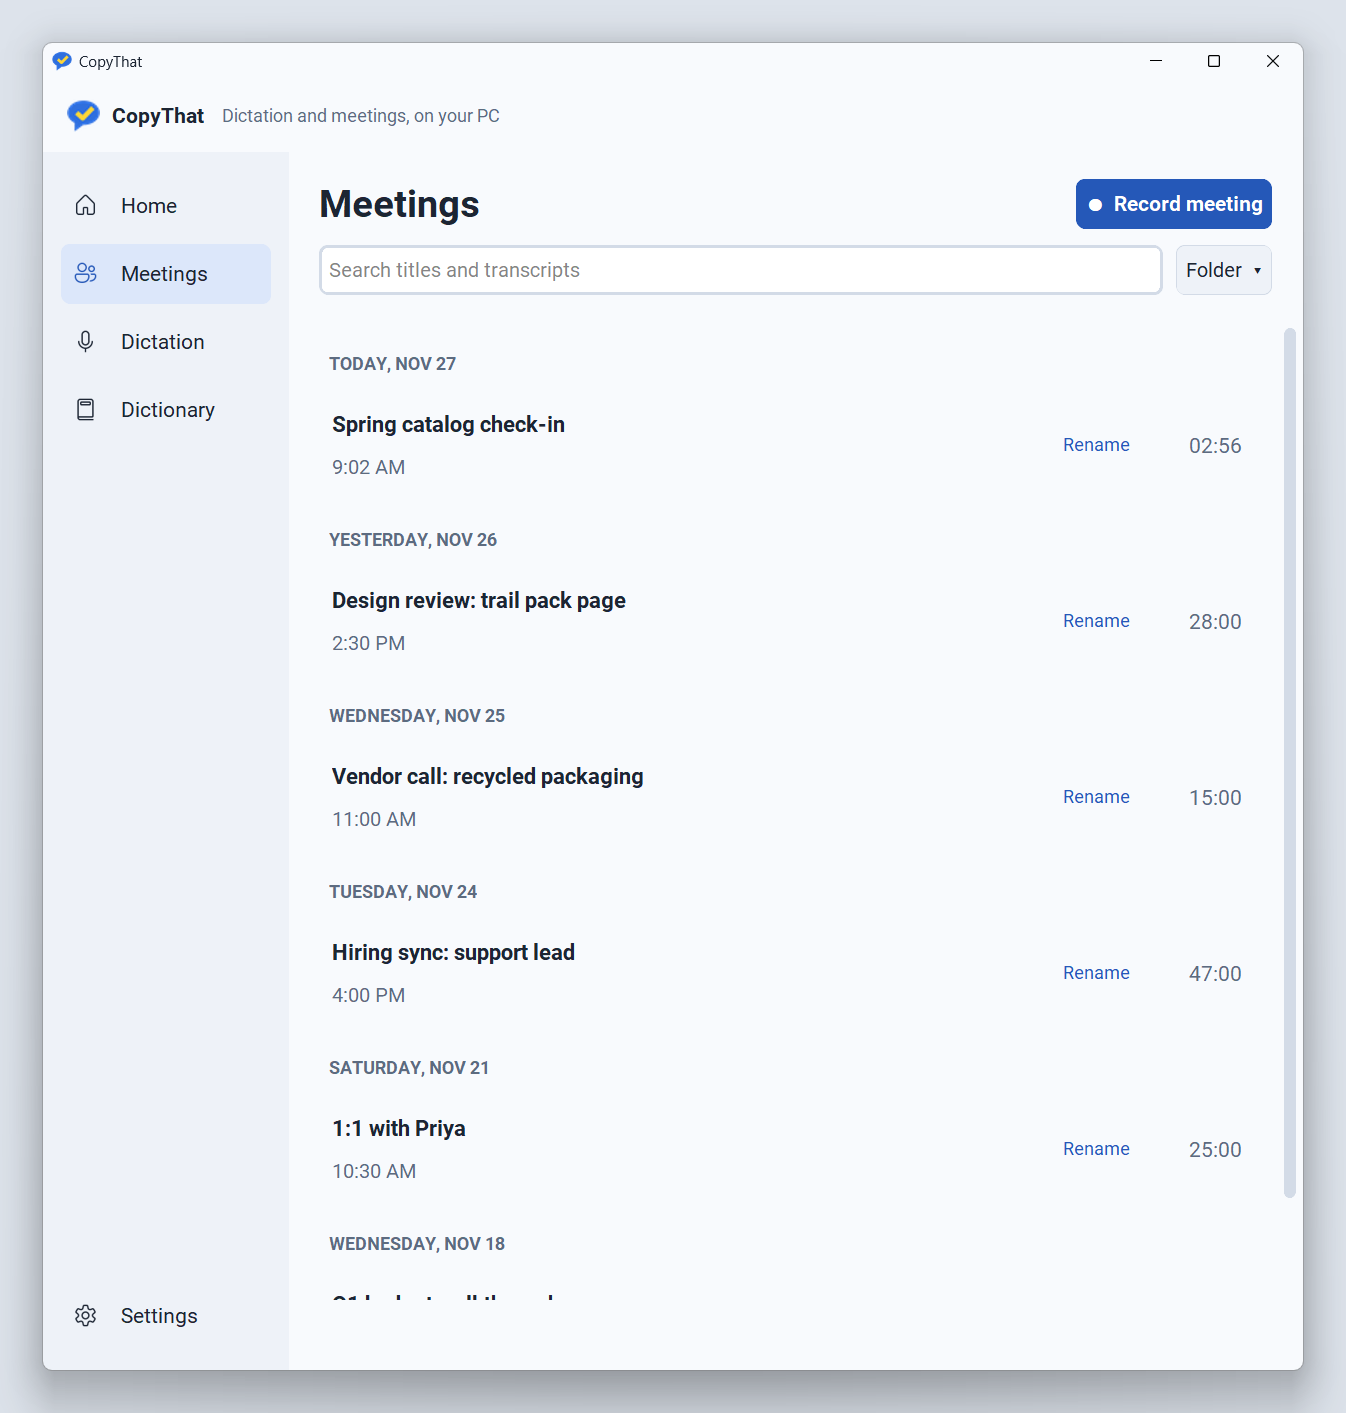 CopyThat
CopyThat Dictation and meetings, on your PC
Home
Meetings
Dictation
Dictionary
Settings
Meetings
Record meeting
Search titles and transcripts
Folder
TODAY, NOV 27
Spring catalog check-in
9:02 AM
Rename
02:56
YESTERDAY, NOV 26
Design review: trail pack page
2:30 PM
Rename
28:00
WEDNESDAY, NOV 25
Vendor call: recycled packaging
11:00 AM
Rename
15:00
TUESDAY, NOV 24
Hiring sync: support lead
4:00 PM
Rename
47:00
SATURDAY, NOV 21
1:1 with Priya
10:30 AM
Rename
25:00
WEDNESDAY, NOV 18